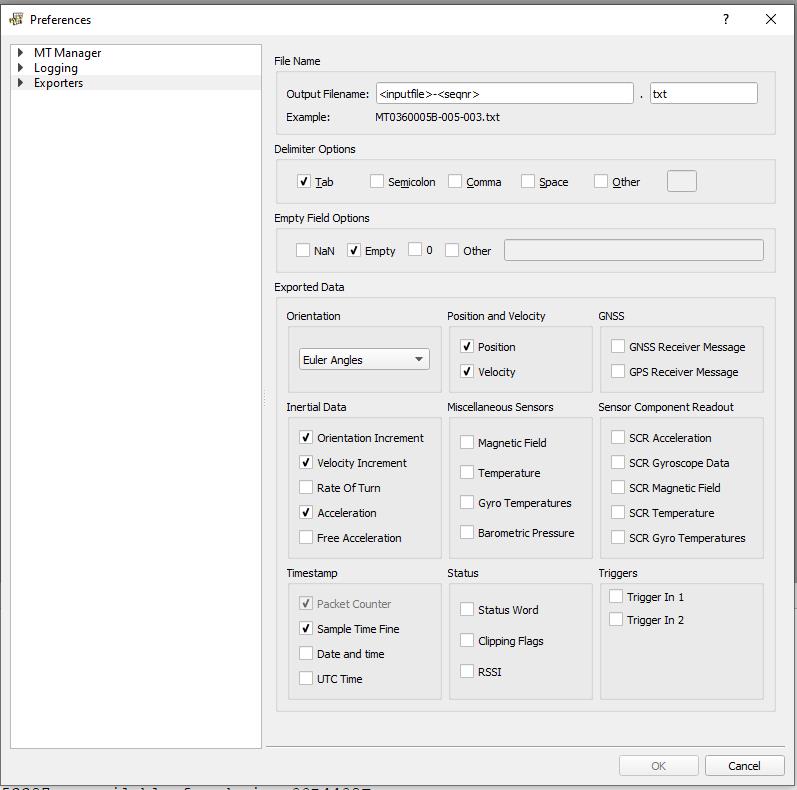 Preferences
? 
MT Manager
Logging
Exporters
File Name
Output Filename: <inputfile>-<seqnr> . txt
Example: MT0360005B-005-003.txt
Delimiter Options
Tab Semicolon Comma Space Other
Empty Field Options
NaN Empty 0 Other
Exported Data
Orientation
Euler Angles
Position and Velocity
Position
Velocity
GNSS
GNSS Receiver Message
GPS Receiver Message
Inertial Data
Orientation Increment
Velocity Increment
Rate Of Turn
Acceleration
Free Acceleration
Miscellaneous Sensors
Magnetic Field
Temperature
Gyro Temperatures
Barometric Pressure
Sensor Component Readout
SCR Acceleration
SCR Gyroscope Data
SCR Magnetic Field
SCR Temperature
SCR Gyro Temperatures
Timestamp
Packet Counter
Sample Time Fine
Date and time
UTC Time
Status
Status Word
Clipping Flags
RSSI
Triggers
Trigger In 1
Trigger In 2
OK Cancel